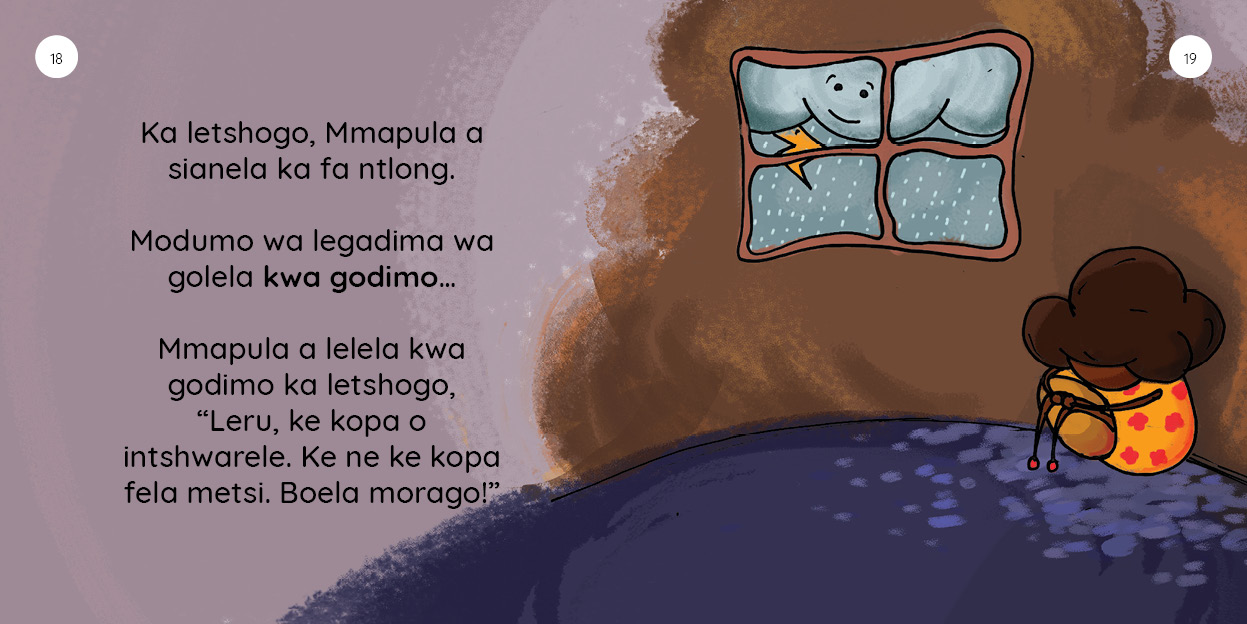 18
Ka letshogo, Mmapula a
sianela ka fa ntlong.
Modumo wa legadima wa
golela kwa godimo...
Mmapula a lelela kwa
godimo ka letshogo,
“Leru, ke kopa o
intshwarele. Ke ne ke kopa
fela metsi. Boela morago!”
19